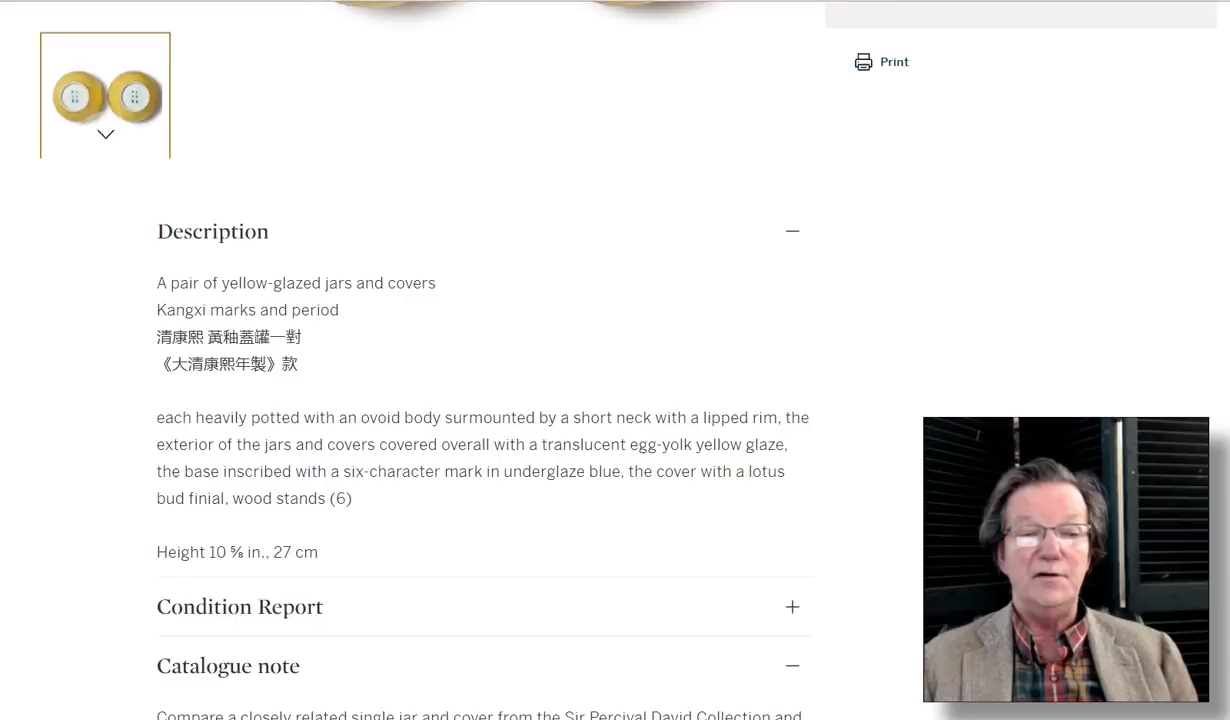 Print
Description
A pair of yellow-glazed jars and covers
Kangxi marks and period
清康熙 黃釉蓋罐一對
《大清康熙年製》款
each heavily potted with an ovoid body surmounted by a short neck with a lipped rim, the
exterior of the jars and covers covered overall with a translucent egg-yolk yellow glaze,
the base inscribed with a six-character mark in underglaze blue, the cover with a lotus
bud finial, wood stands (6)
Height 10 ⅝ in., 27 cm
Condition Report
Catalogue note
Compare a closely related single jar and cover from the Sir Percival David Collection and